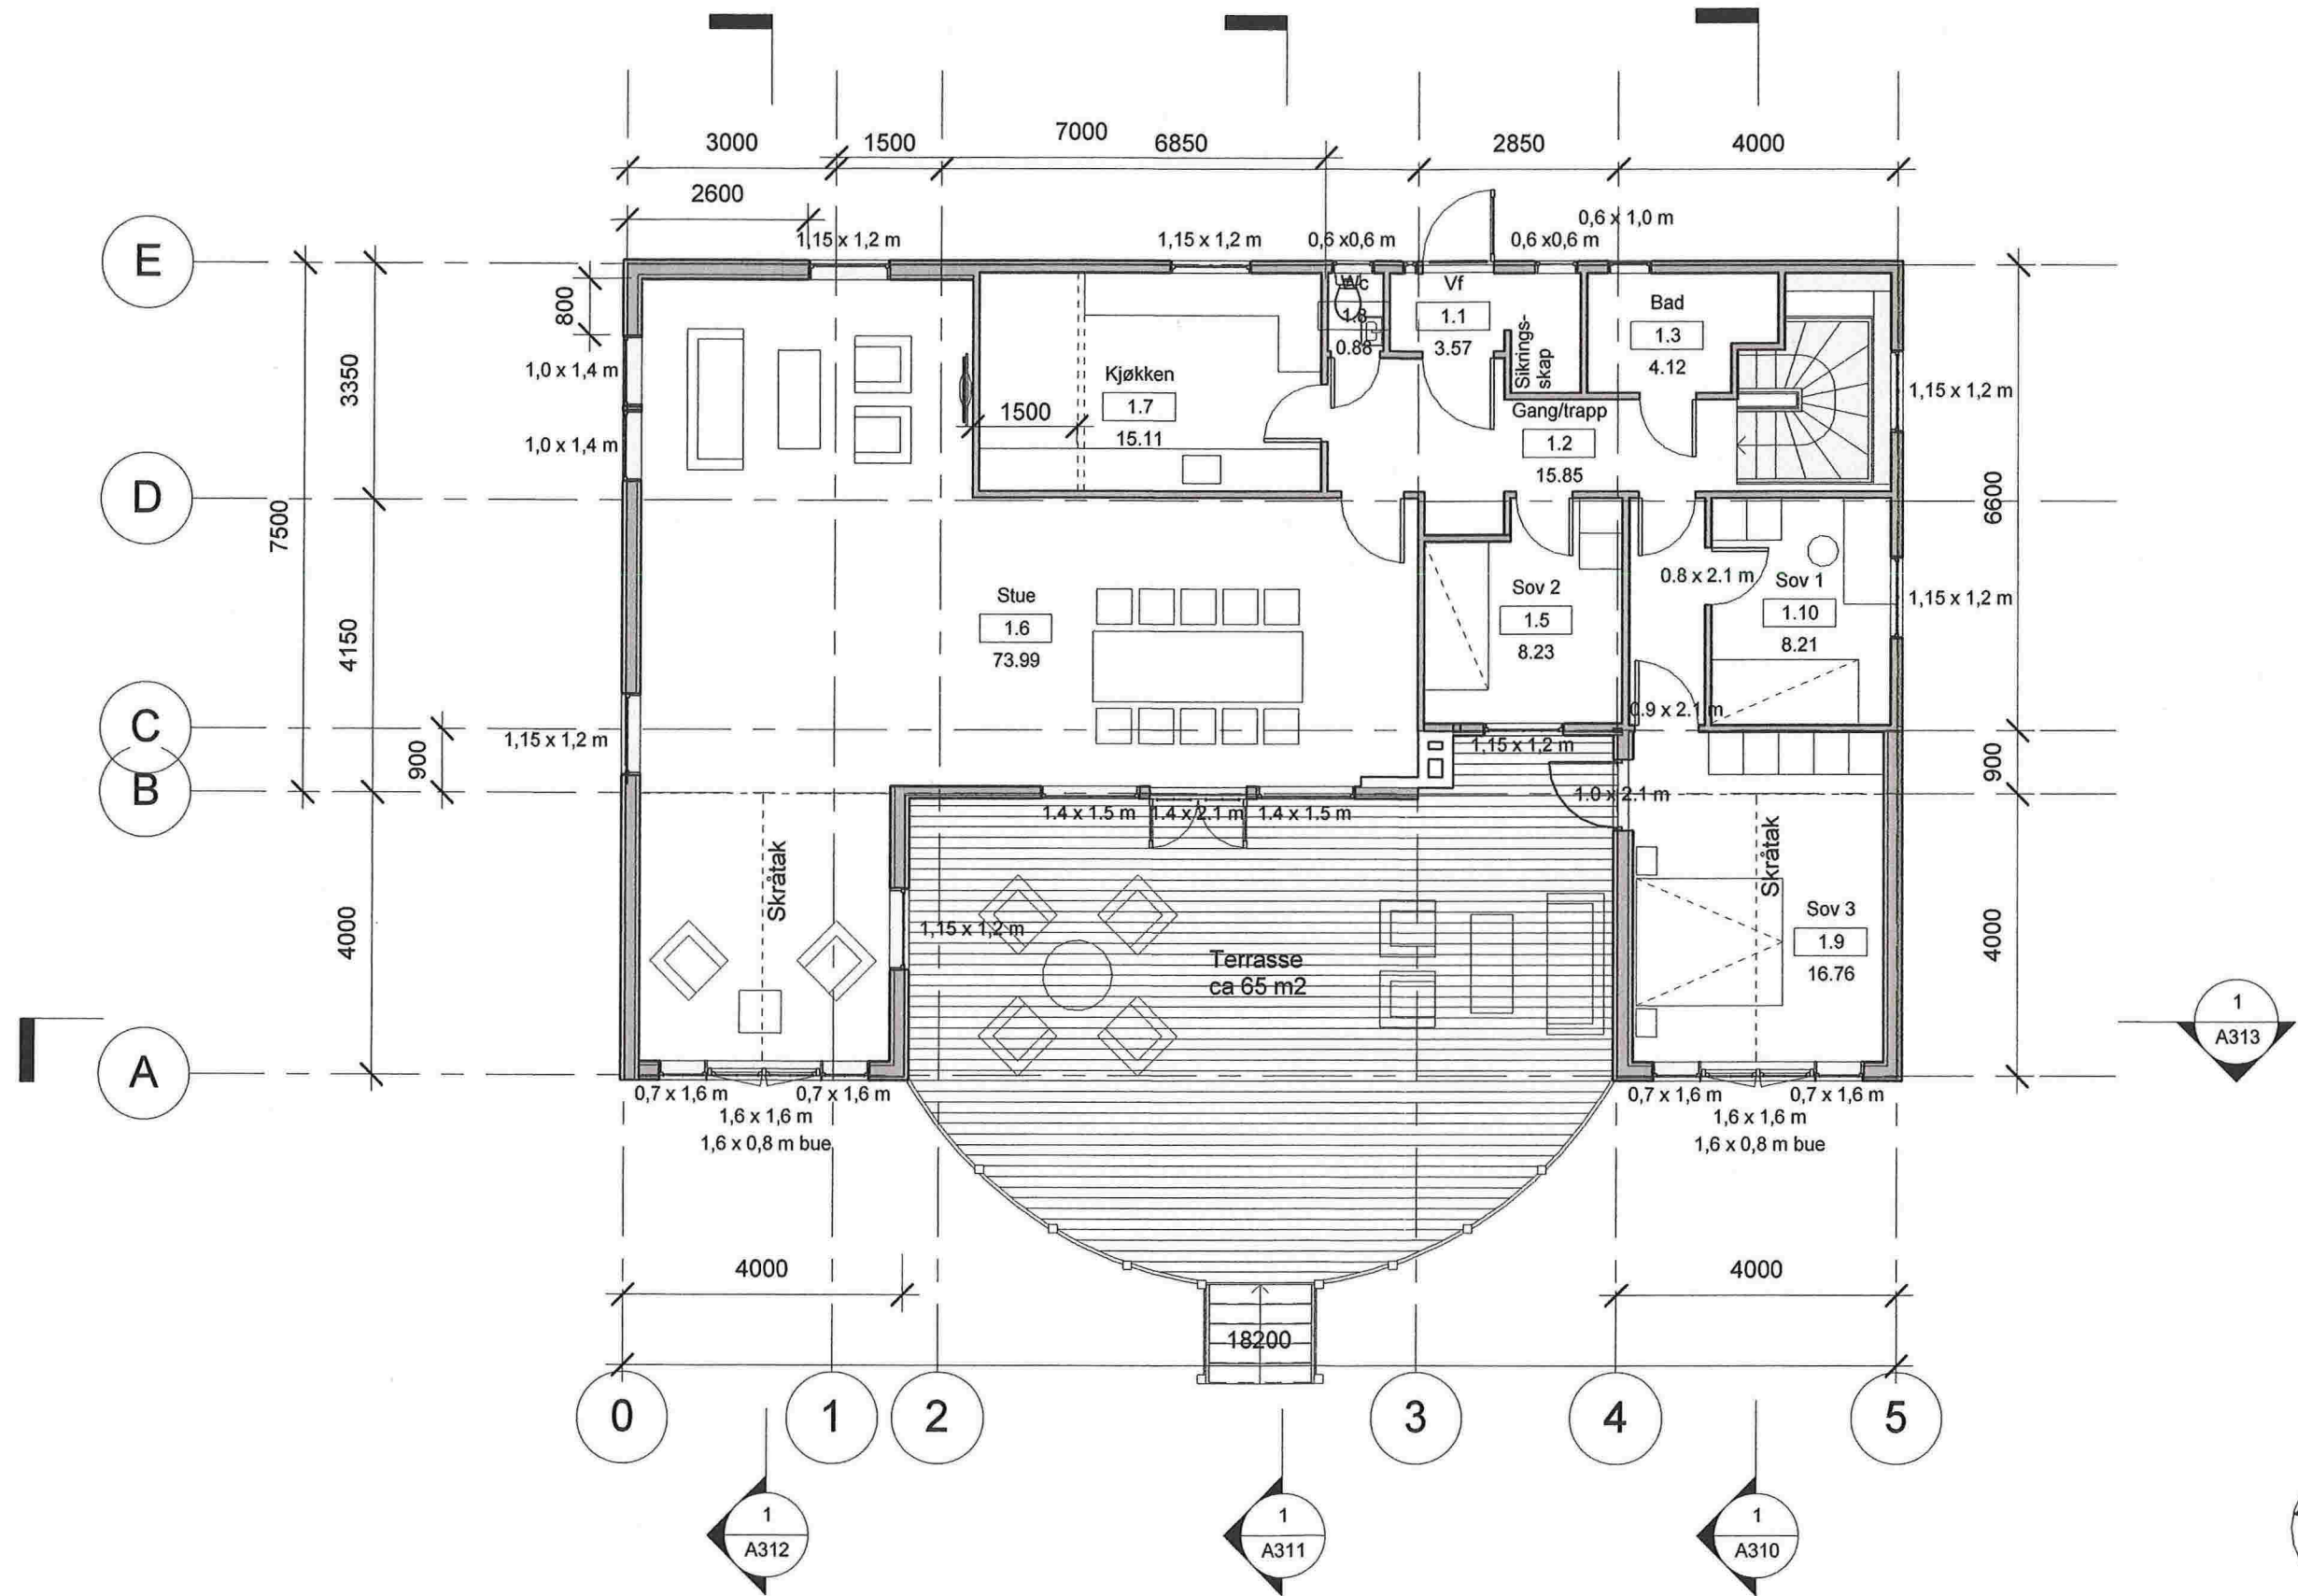 7000
3000
1500
6850
2850
4000
2600
0,6 x 1,0 m
1,15 x 1,2 m
1,15 x 1,2 m
0,6 x0,6 m
0,6 x0,6 m
E
800
Wc
1.8
0.88
Vf
1.1
3.57
Sikrings-
skap
Bad
1.3
4.12
3350
1,0 x 1,4 m
1,0 x 1,4 m
Kjøkken
1.7
15.11
1500
Gang/trapp
1.2
15.85
1,15 x 1,2 m
D
7500
6600
4150
Stue
1.6
73.99
Sov 2
1.5
8.23
0.8 x 2.1 m
Sov 1
1.10
8.21
1,15 x 1,2 m
C
900
1,15 x 1,2 m
0.9 x 2.1 m
1,15 x 1,2 m
900
B
1.4 x 1.5 m
1.4 x 2.1 m
1.4 x 1.5 m
1.0 x 2.1 m
Skråtak
Skråtak
4000
1,15 x 1,2 m
Terrasse
ca 65 m2
Sov 3
1.9
16.76
4000
1
A313
A
0,7 x 1,6 m
0,7 x 1,6 m
1,6 x 1,6 m
1,6 x 0,8 m bue
0,7 x 1,6 m
0,7 x 1,6 m
1,6 x 1,6 m
1,6 x 0,8 m bue
4000
4000
18200
0
1
2
3
4
5
1
A312
1
A311
1
A310